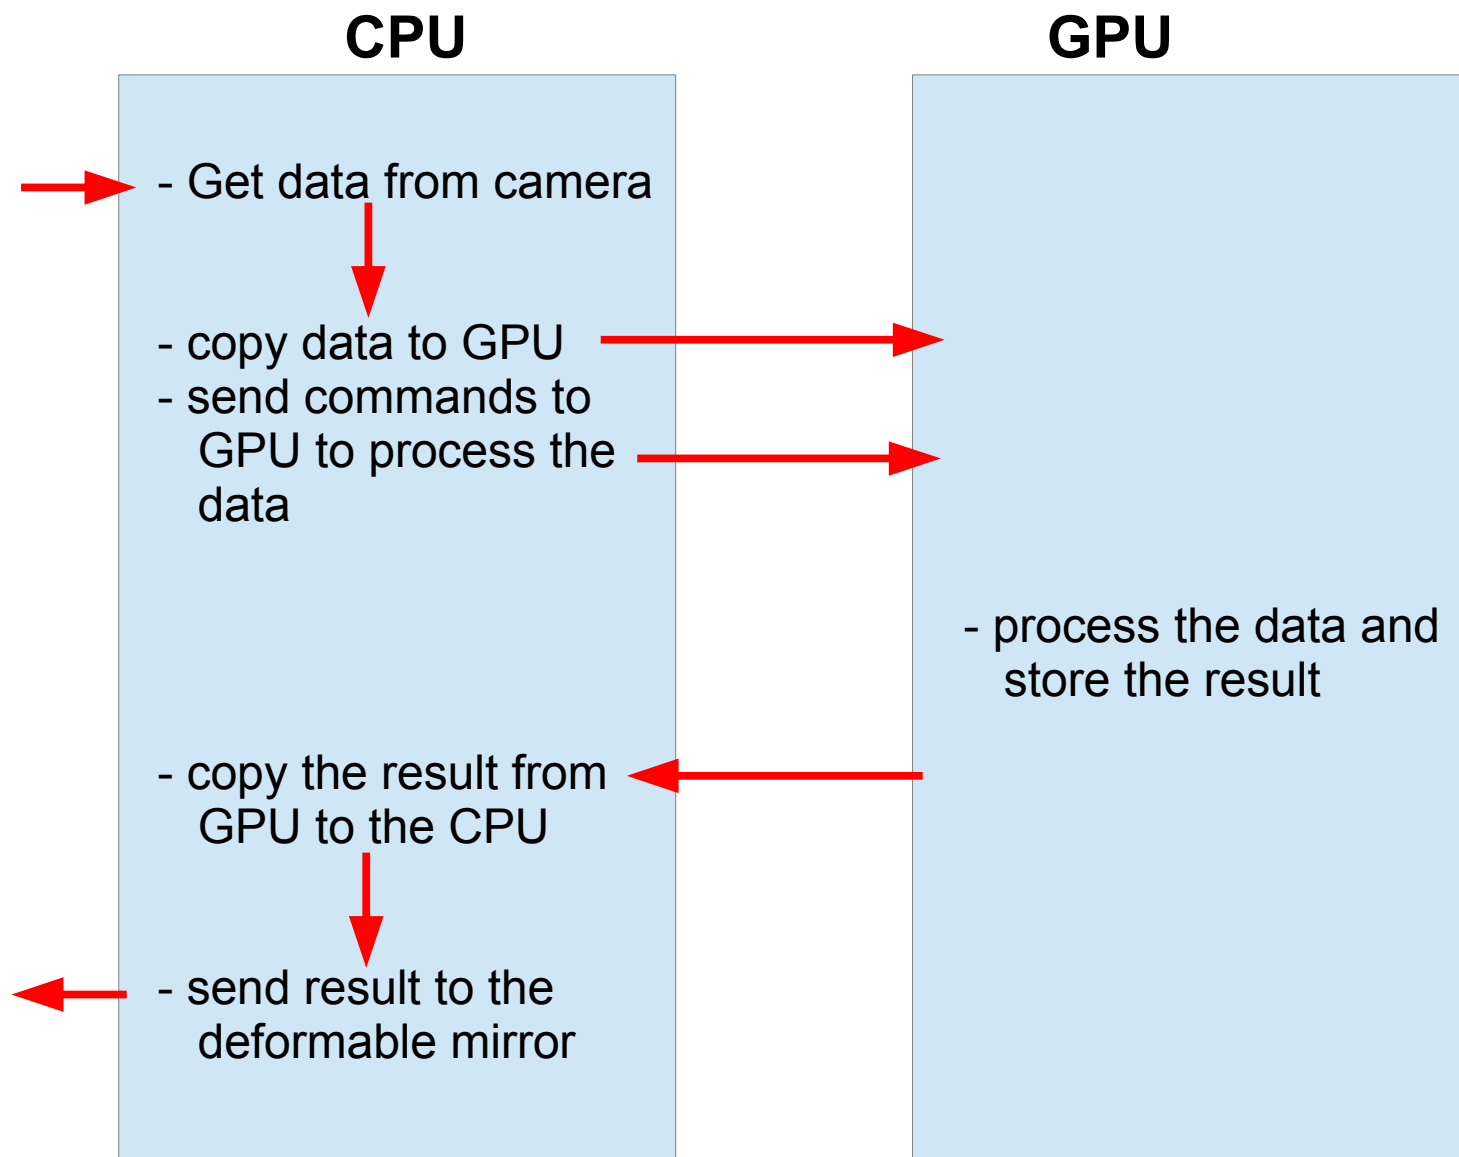 CPU
GPU
- Get data from camera
- copy data to GPU
- send commands to
GPU to process the
data
- process the data and
store the result
- copy the result from
GPU to the CPU
- send result to the
deformable mirror